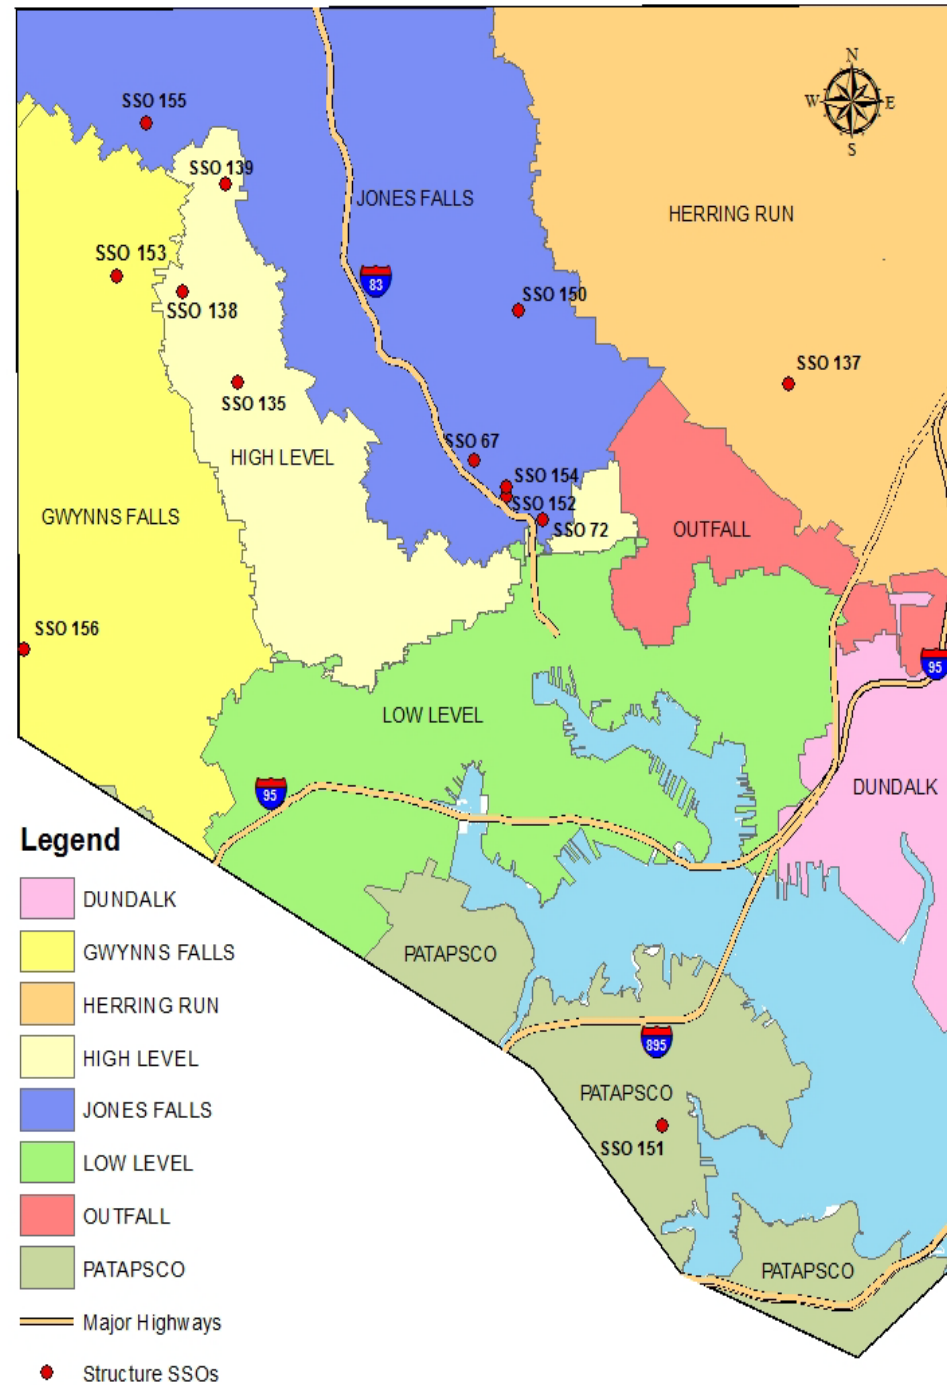 N
W E
S
SSO 155
SSO 139
JONES FALLS
HERRING RUN
SSO 153
83
SSO 138
SSO 150
SSO 137
SSO 135
SSO 67
HIGH LEVEL
SSO 154
SSO 152
GWYNNS FALLS
SSO 72
OUTFALL
SSO 156
95
LOW LEVEL
95
DUNDALK
PATAPSCO
895
PATAPSCO
SSO 151
PATAPSCO
Legend
DUNDALK
GWYNNS FALLS
HERRING RUN
HIGH LEVEL
JONES FALLS
LOW LEVEL
OUTFALL
PATAPSCO
Major Highways
Structure SSOs